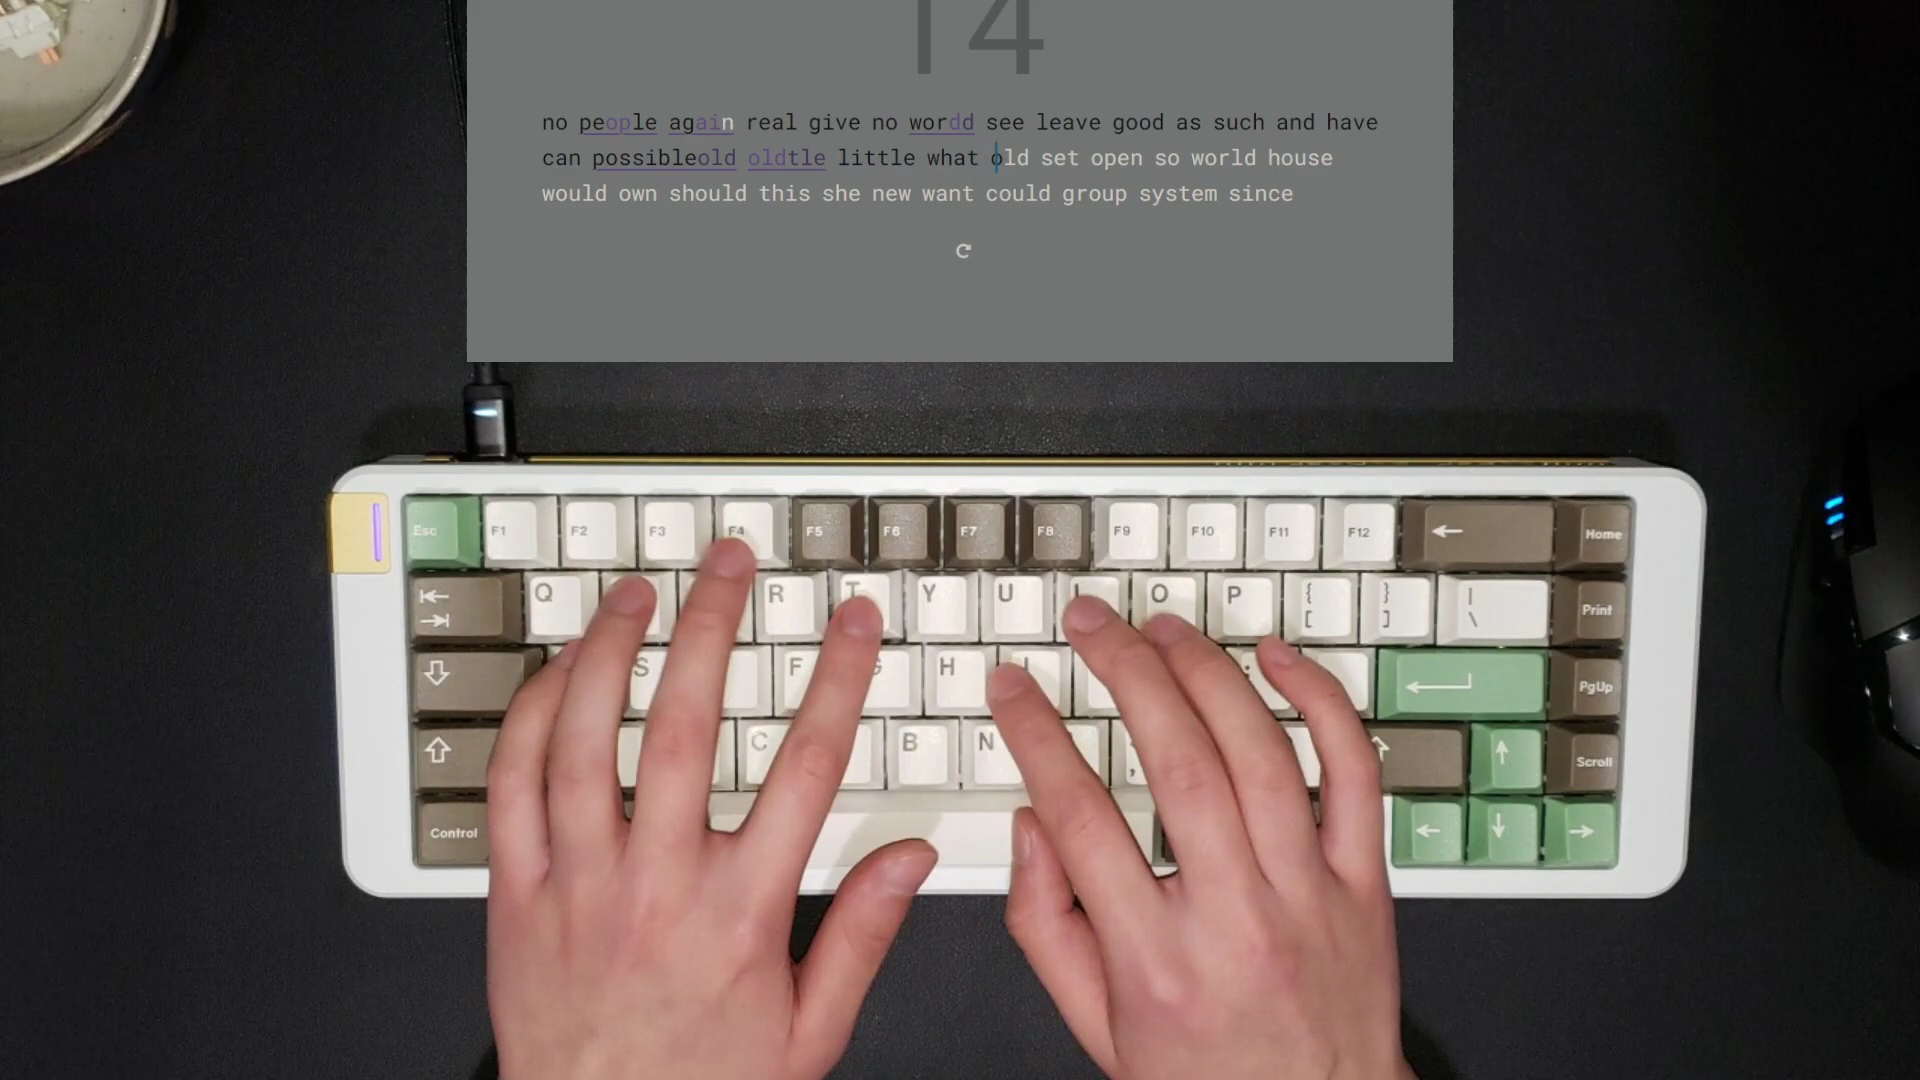 14
no people again real give no wordd see leave good as such and have
can possibleold oldtle little what old set open so world house
would own should this she new want could group system since
Esc F1 F2 F3 F4 F5 F6 F7 F8 F9 F10 F11 F12 ← Home
Q R T Y U I O P { [ } ] | \ Print
S F G H J ; PgUp
C B N , Scroll
Control ← ↓ →